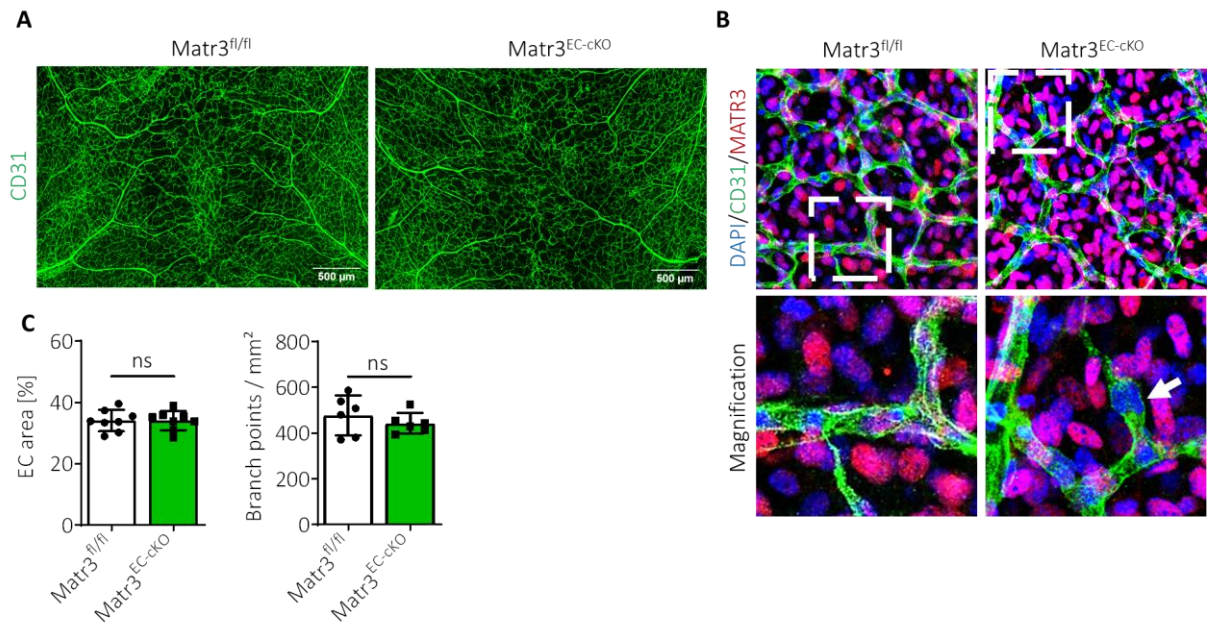 A
Matr3fl/fl
Matr3EC-cKO
CD31
500 µm
500 µm
B
Matr3fl/fl
Matr3EC-cKO
DAPI/CD31/MATR3
Magnification
C
EC area [%]
60
40
20
0
ns
Matr3fl/fl
Matr3EC-cKO
Branch points / mm²
800
600
400
200
0
ns
Matr3fl/fl
Matr3EC-cKO